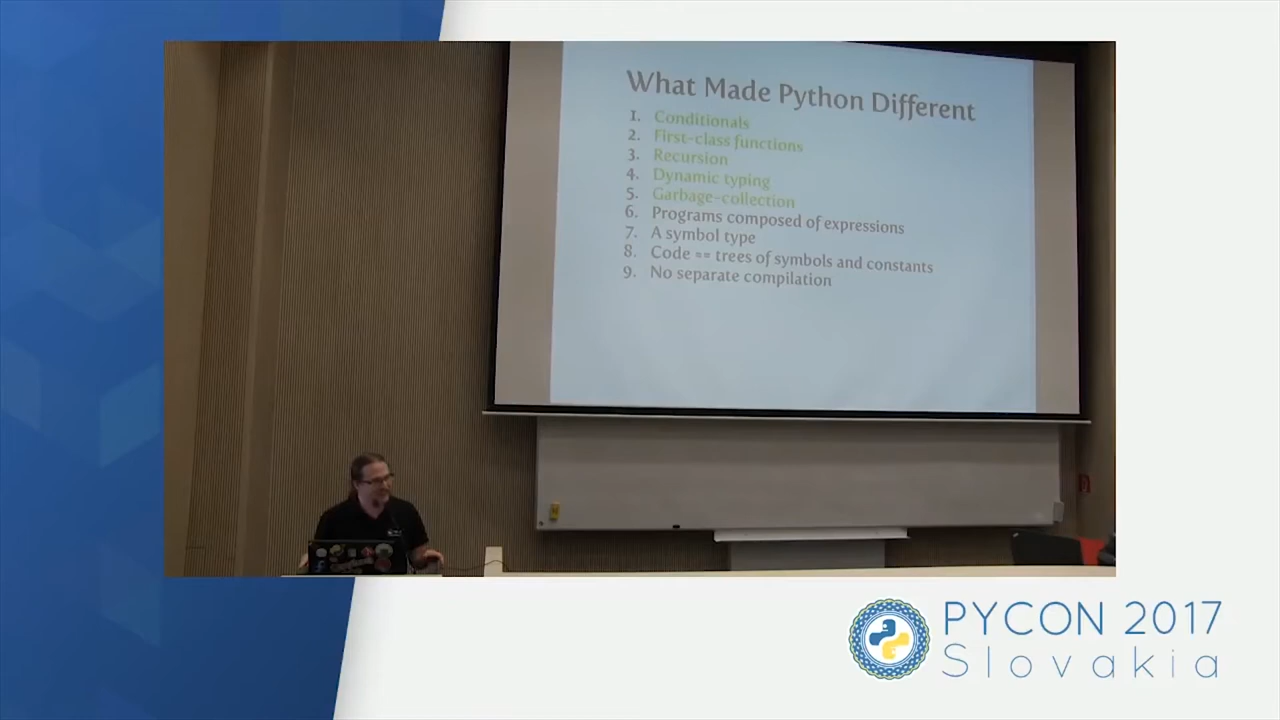 What Made Python Different
1. Conditionals
2. First-class functions
3. Recursion
4. Dynamic typing
5. Garbage-collection
6. Programs composed of expressions
7. A symbol type
8. Code == trees of symbols and constants
9. No separate compilation
PYCON 2017
Slovakia